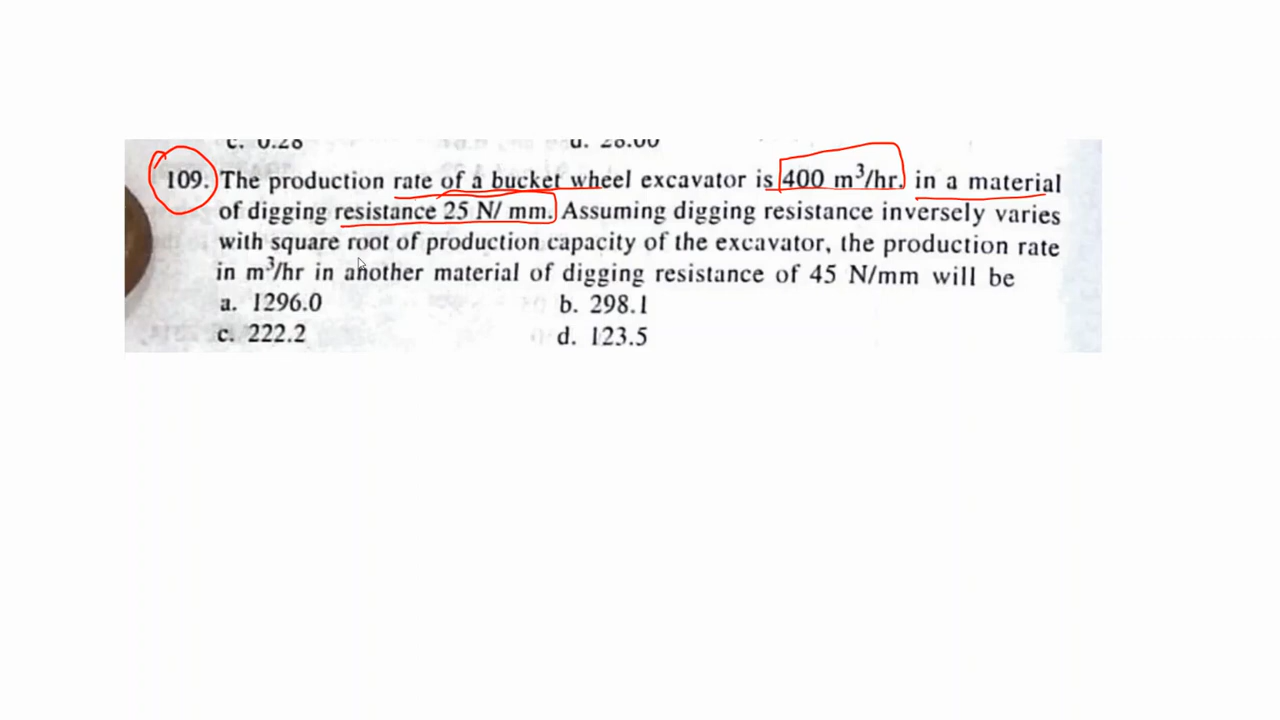 c. 0.28 d. 28.00
109. The production rate of a bucket wheel excavator is 400 m³/hr. in a material
of digging resistance 25 N/ mm. Assuming digging resistance inversely varies
with square root of production capacity of the excavator, the production rate
in m³/hr in another material of digging resistance of 45 N/mm will be
a. 1296.0 b. 298.1
c. 222.2 d. 123.5